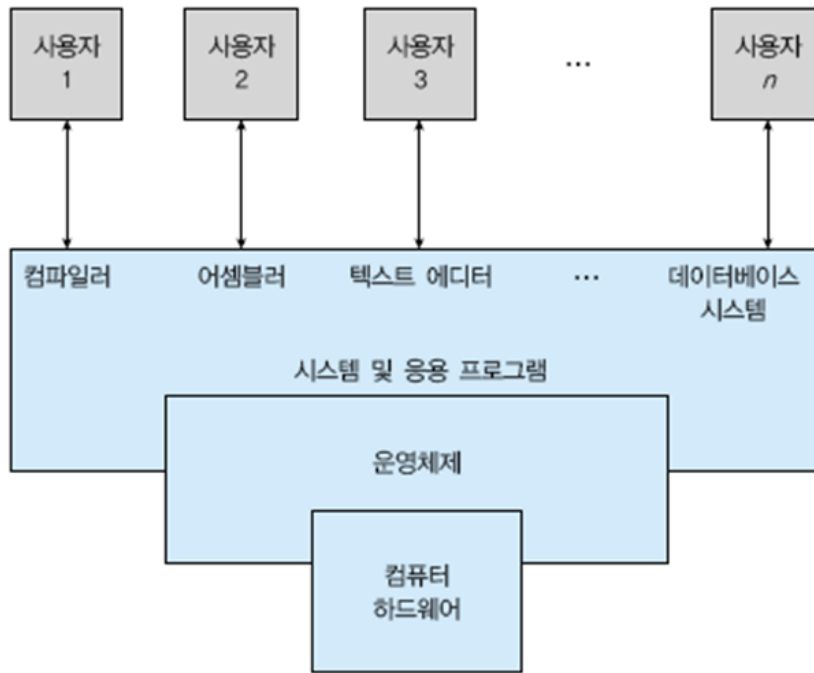 사용자
1
사용자
2
사용자
3
…
사용자
n
컴파일러
어셈블러
텍스트 에디터
…
데이터베이스
시스템
시스템 및 응용 프로그램
운영체제
컴퓨터
하드웨어